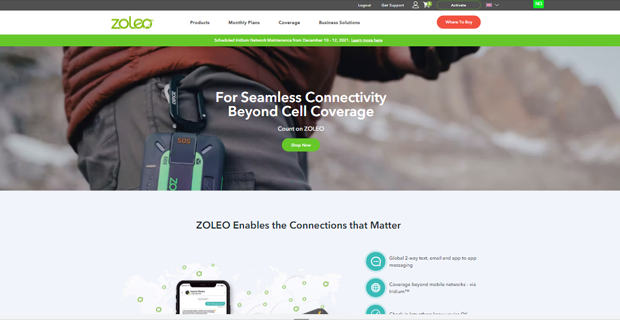 Logout Get Support Activate NO
ZOLEO Products Monthly Plans Coverage Business Solutions Where To Buy
Scheduled Iridium Network Maintenance from December 10 - 12, 2021. Learn more here
For Seamless Connectivity
Beyond Cell Coverage
Count on ZOLEO
Shop Now
SOS
ZOLEO Enables the Connections that Matter
Global 2-way text, email and app to app
messaging
Coverage beyond mobile networks - via
Iridium™